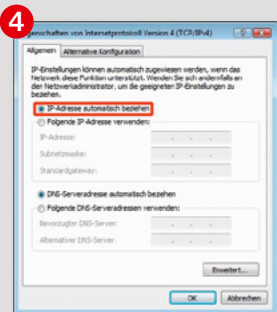 4
Eigenschaften von Internetprotokoll Version 4 (TCP/IPv4)
Allgemein Alternative Konfiguration
IP-Einstellungen können automatisch zugewiesen werden, wenn das
Netzwerk diese Funktion unterstützt. Wenden Sie sich andernfalls an
den Netzwerkadministrator, um die geeigneten IP-Einstellungen zu
beziehen.
IP-Adresse automatisch beziehen
Folgende IP-Adresse verwenden:
IP-Adresse:
Subnetzmaske:
Standardgateway:
DNS-Serveradresse automatisch beziehen
Folgende DNS-Serveradressen verwenden:
Bevorzugter DNS-Server:
Alternativer DNS-Server:
Erweitert...
OK Abbrechen